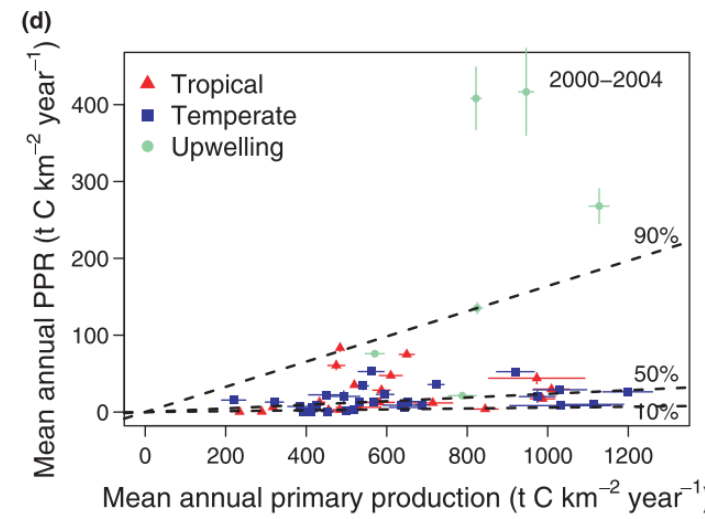 (d)
Mean annual PPR (t C km⁻² year⁻¹)
400
300
200
100
0
Tropical
Temperate
Upwelling
2000−2004
90%
50%
10%
0 200 400 600 800 1000 1200
Mean annual primary production (t C km⁻² year⁻¹)